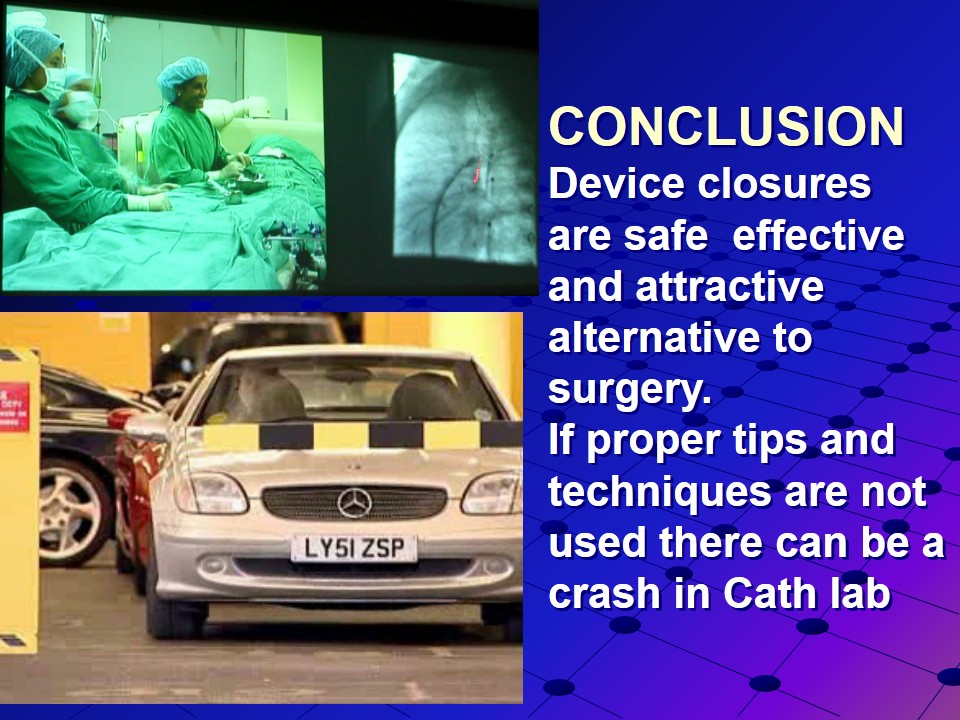 CONCLUSION
Device closures
are safe effective
and attractive
alternative to
surgery.
If proper tips and
techniques are not
used there can be a
crash in Cath lab
CCTV
LY51 ZSP